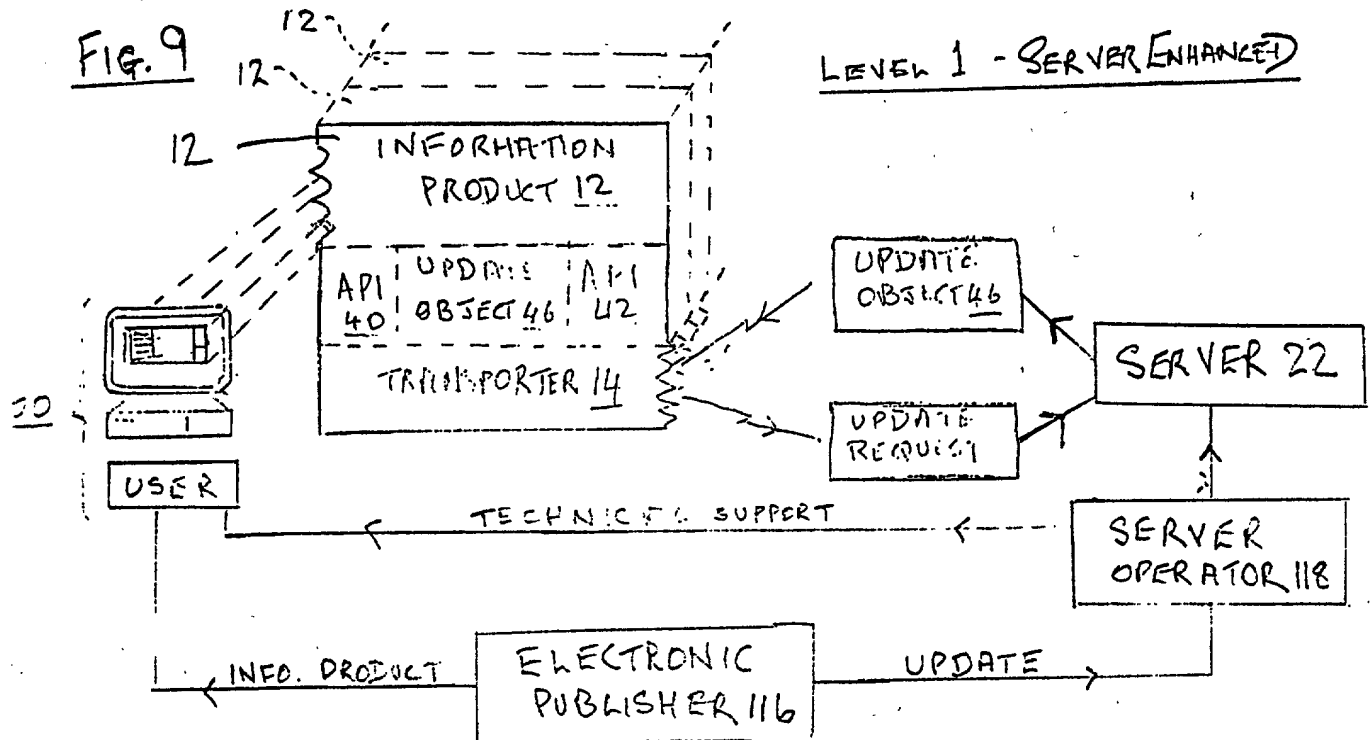 FIG. 9
LEVEL 1 - SERVER ENHANCED
12
12
12
INFORMATION
PRODUCT 12
API
40
UPDATE
OBJECT 46
API
42
TRANSPORTER 14
UPDATE
OBJECT 46
SERVER 22
UPDATE
REQUEST
USER
TECHNICAL SUPPORT
SERVER
OPERATOR 118
INFO. PRODUCT
ELECTRONIC
PUBLISHER 116
UPDATE